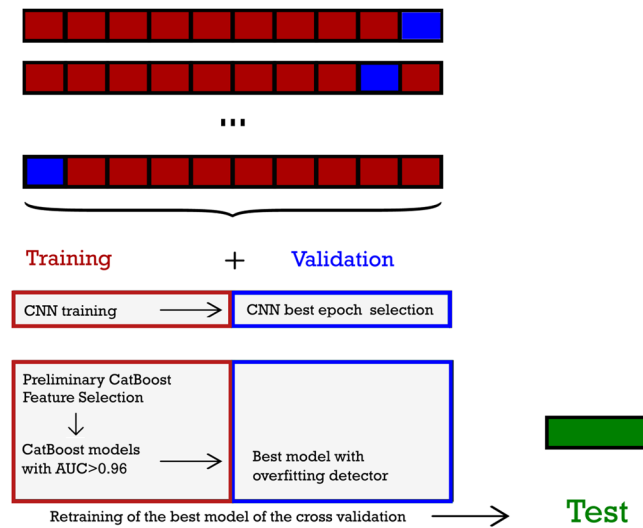 ...
Training + Validation
CNN training
CNN best epoch selection
Preliminary CatBoost
Feature Selection
CatBoost models
with AUC>0.96
Best model with
overfitting detector
Retraining of the best model of the cross validation
Test